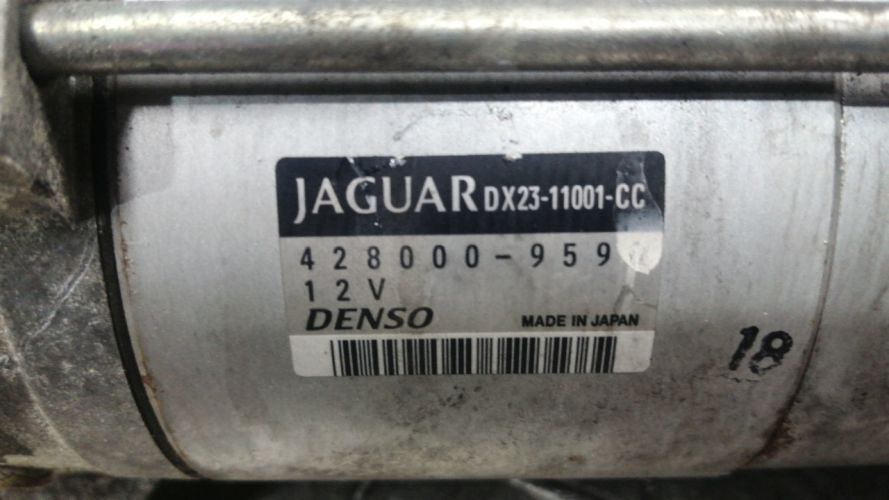 JAGUAR DX23-11001-CC
428000-959
12V
DENSO MADE IN JAPAN
18